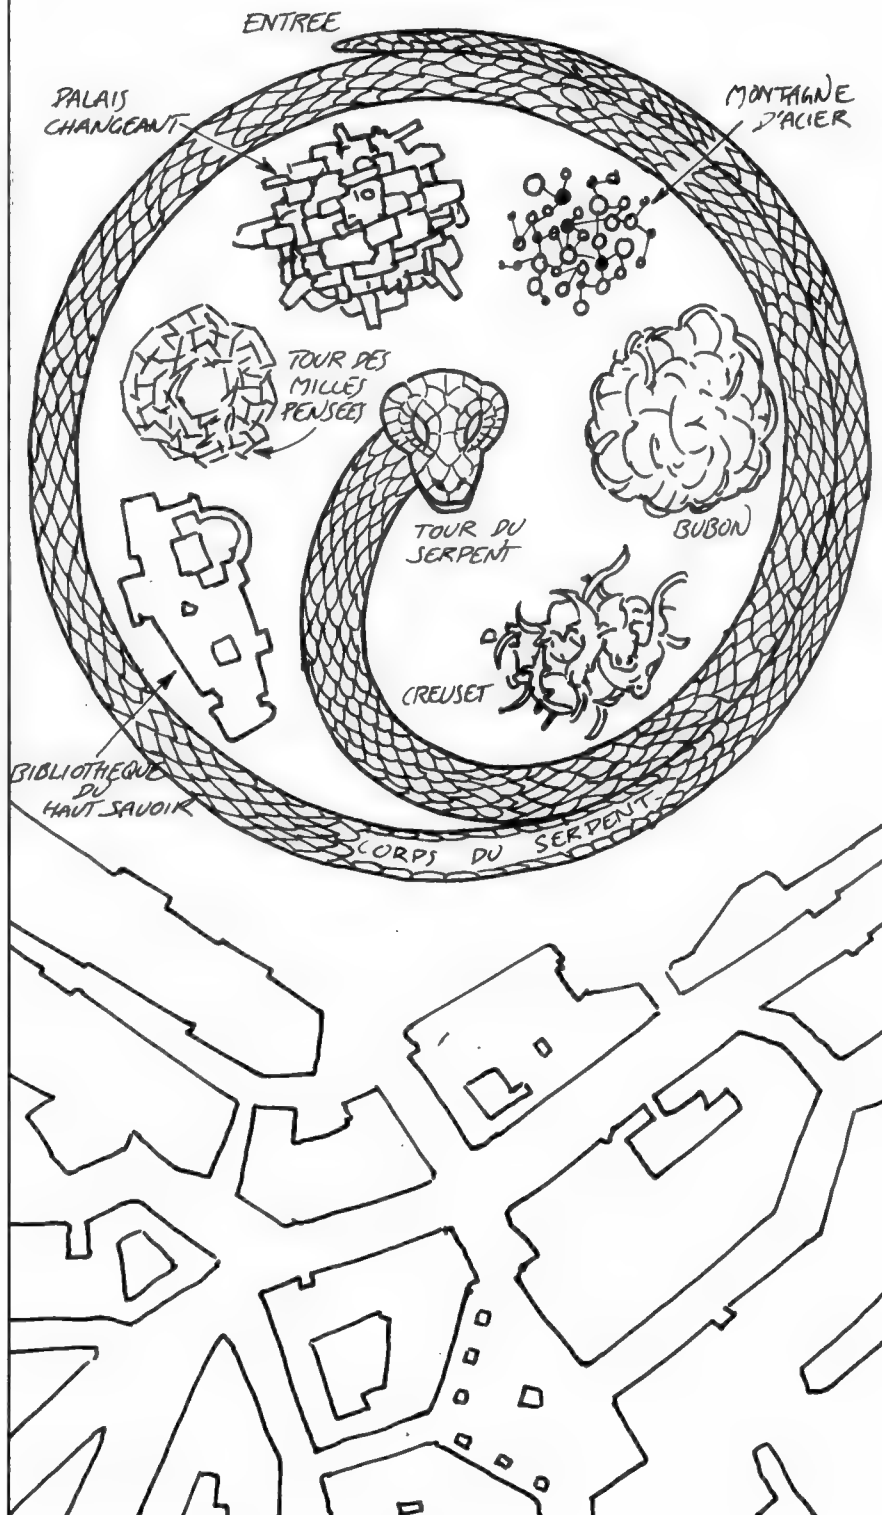 ENTREE
PALAIS
CHANGEANT
MONTAGNE
D'ACIER
TOUR DES
MILLES
PENSEES
TOUR DU
SERPENT
BUBON
CREUSET
BIBLIOTHEQUE
DU
HAUT SAVOIR
CORPS DU SERPENT